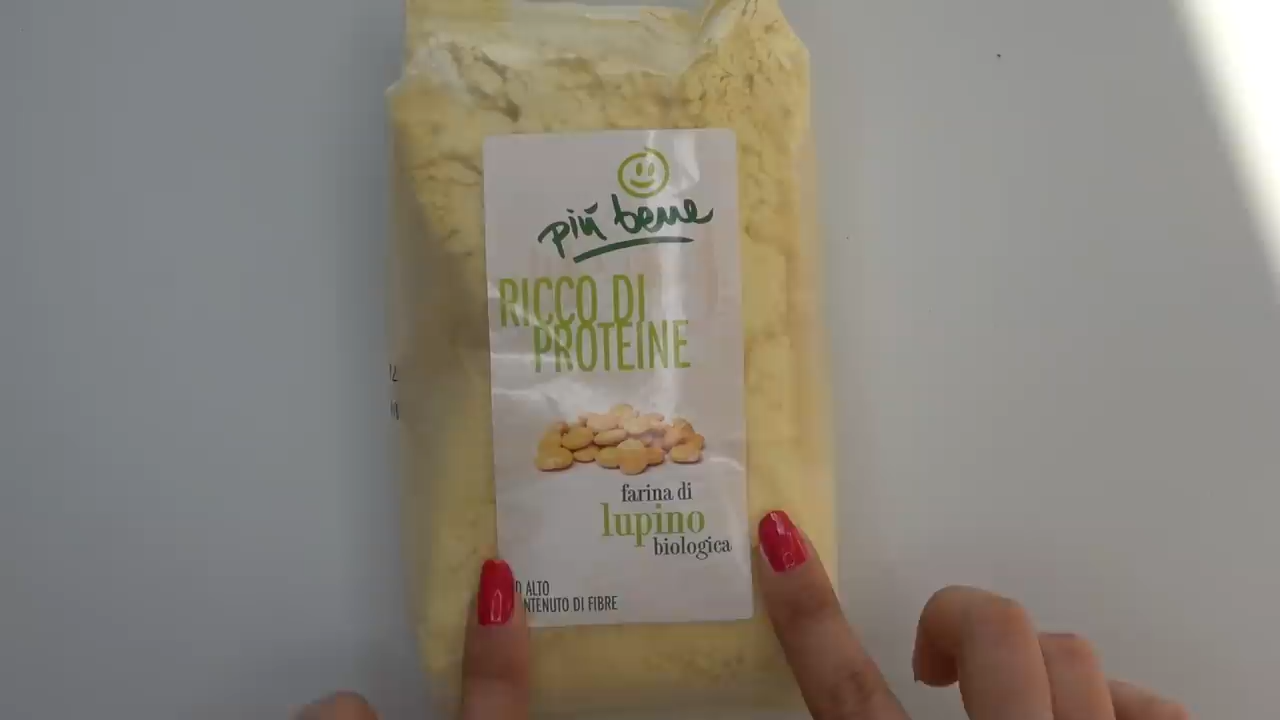 più bene
RICCO DI
PROTEINE
farina di
lupino
biologica
ALTO
NTENUTO DI FIBRE